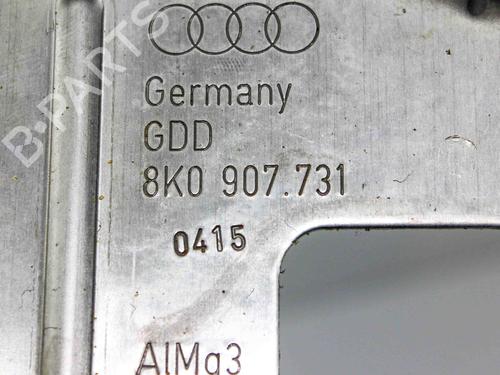 B-PARTS
Germany
GDD
8K0 907.731
0415
AlMg3